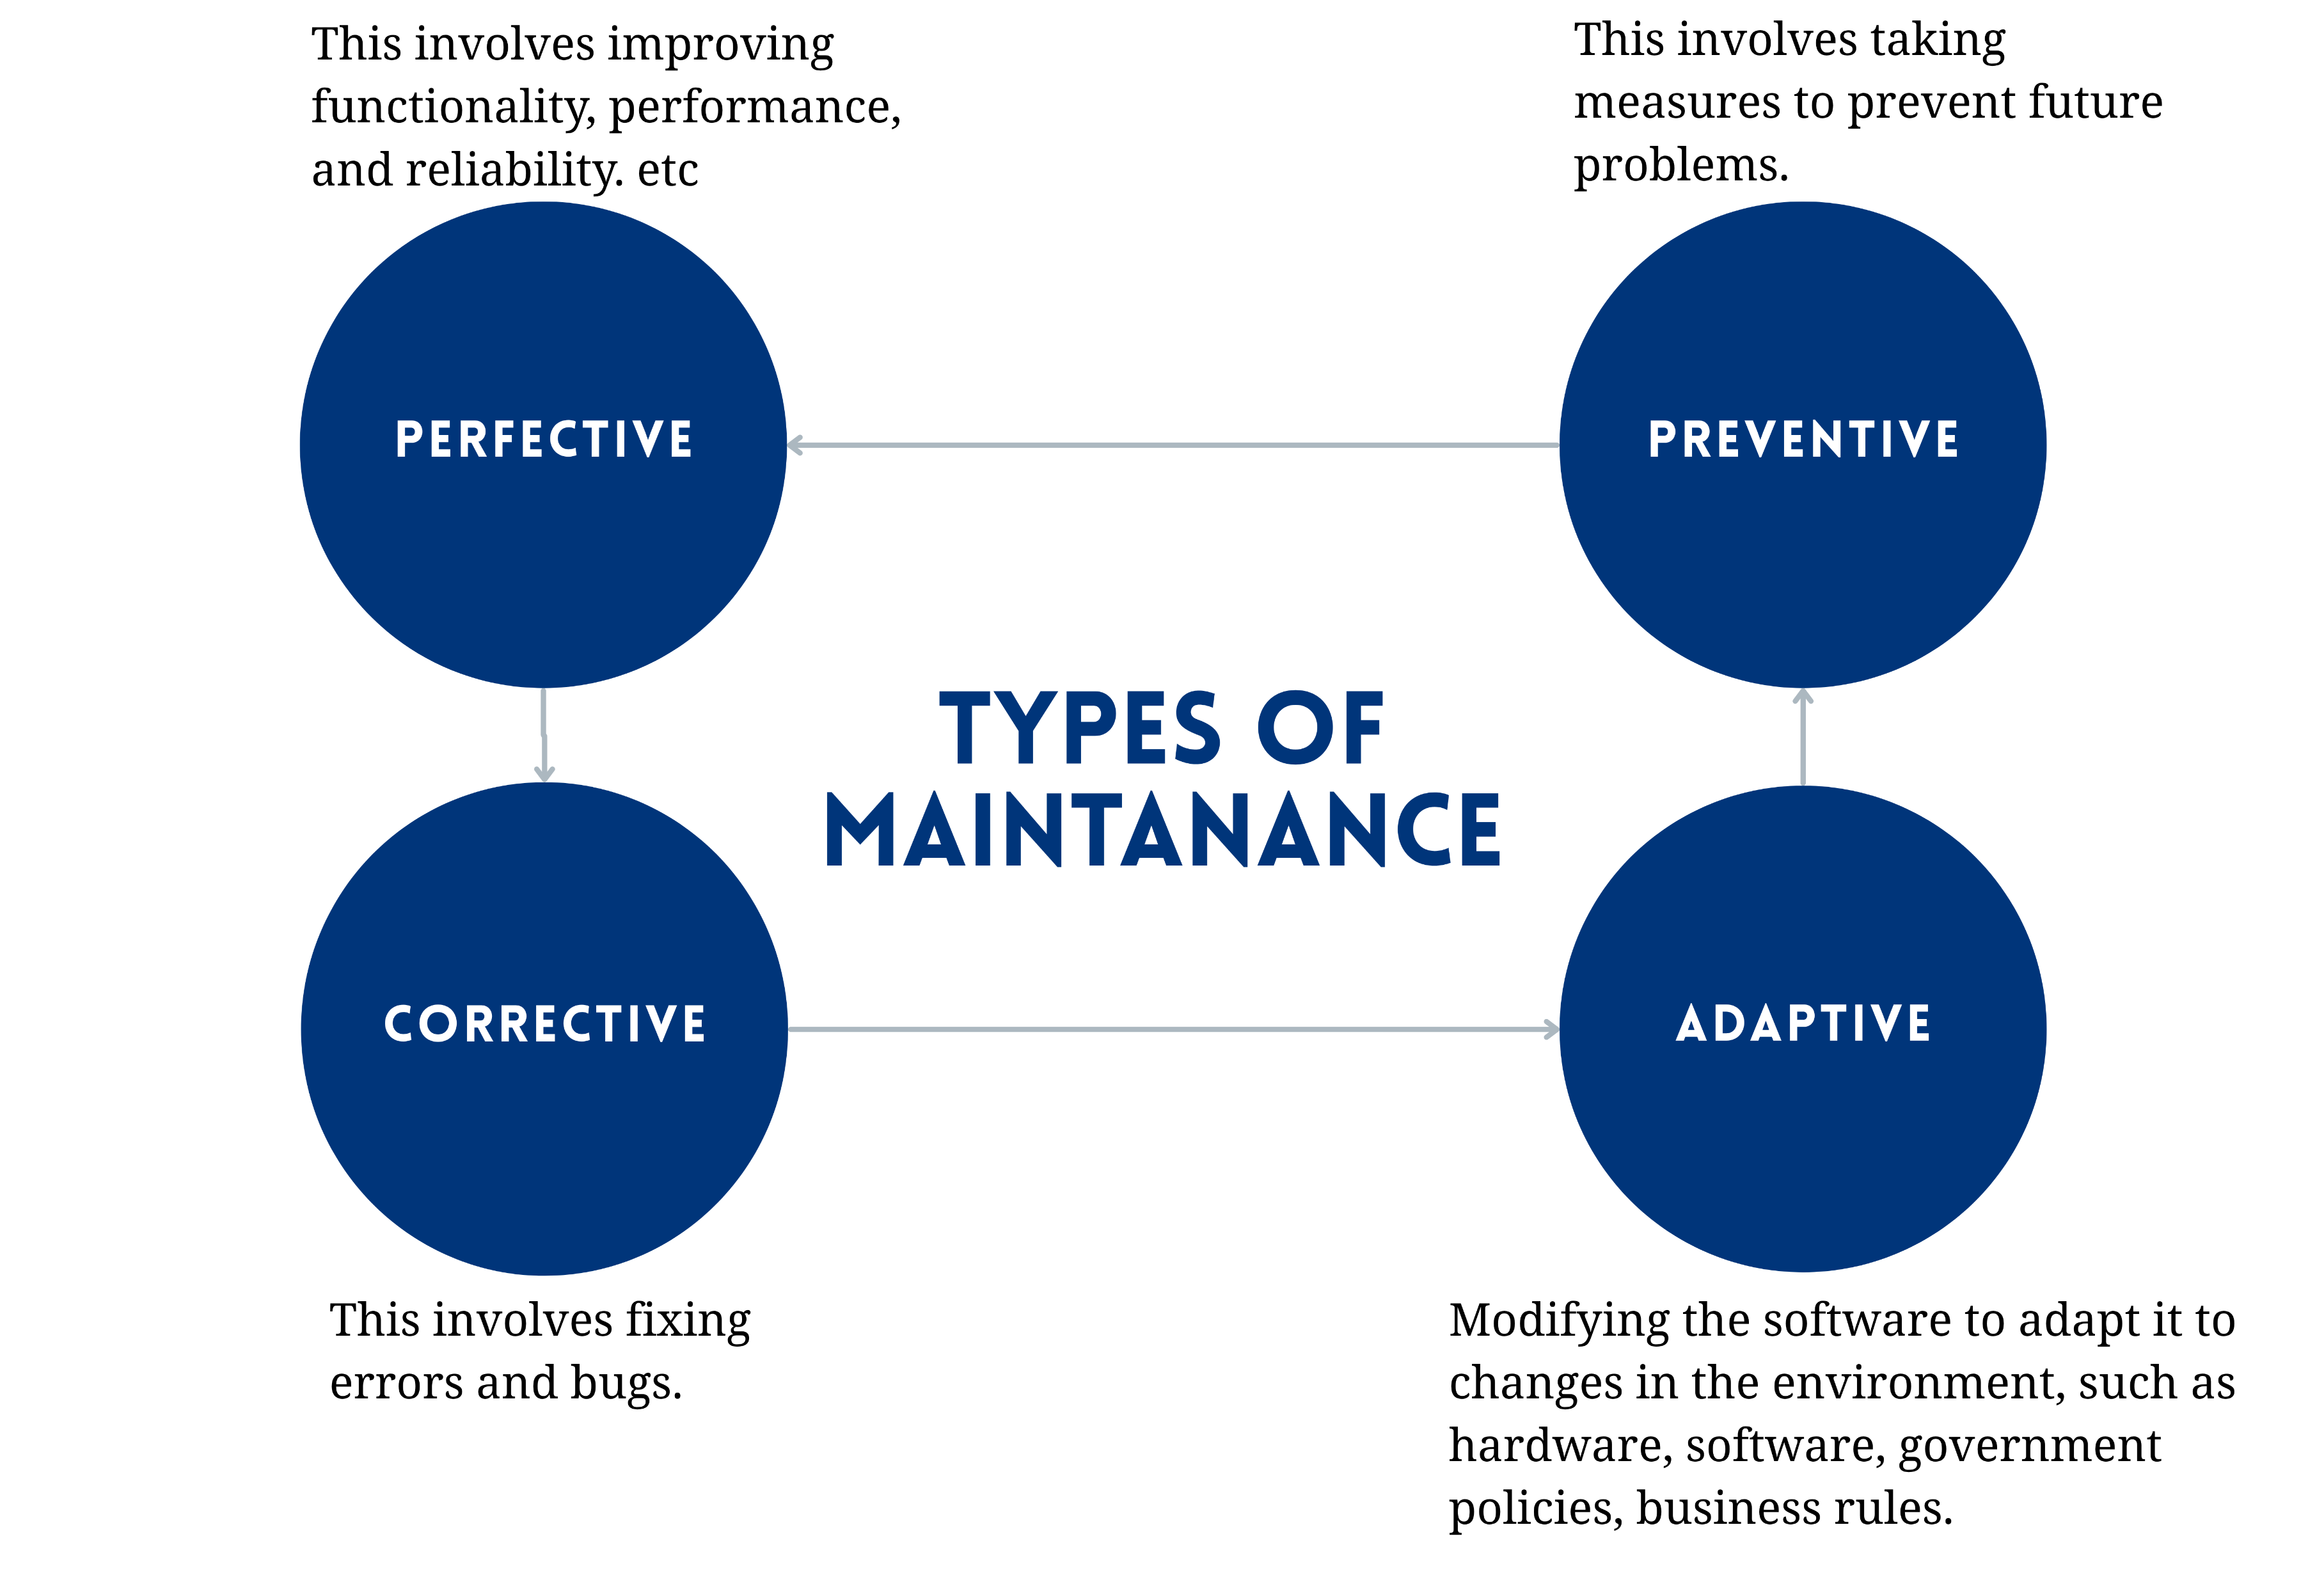 This involves improving
functionality, performance,
and reliability. etc
This involves taking
measures to prevent future
problems.
PERFECTIVE
PREVENTIVE
TYPES OF
MAINTANANCE
CORRECTIVE
ADAPTIVE
This involves fixing
errors and bugs.
Modifying the software to adapt it to
changes in the environment, such as
hardware, software, government
policies, business rules.